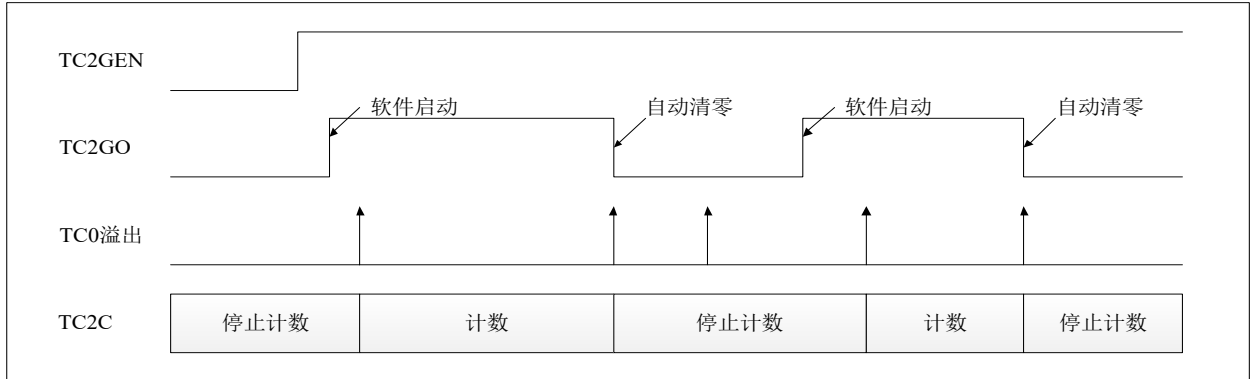 TC2GEN
软件启动 自动清零 软件启动 自动清零
TC2GO
TC0溢出
TC2C 停止计数 计数 停止计数 计数 停止计数